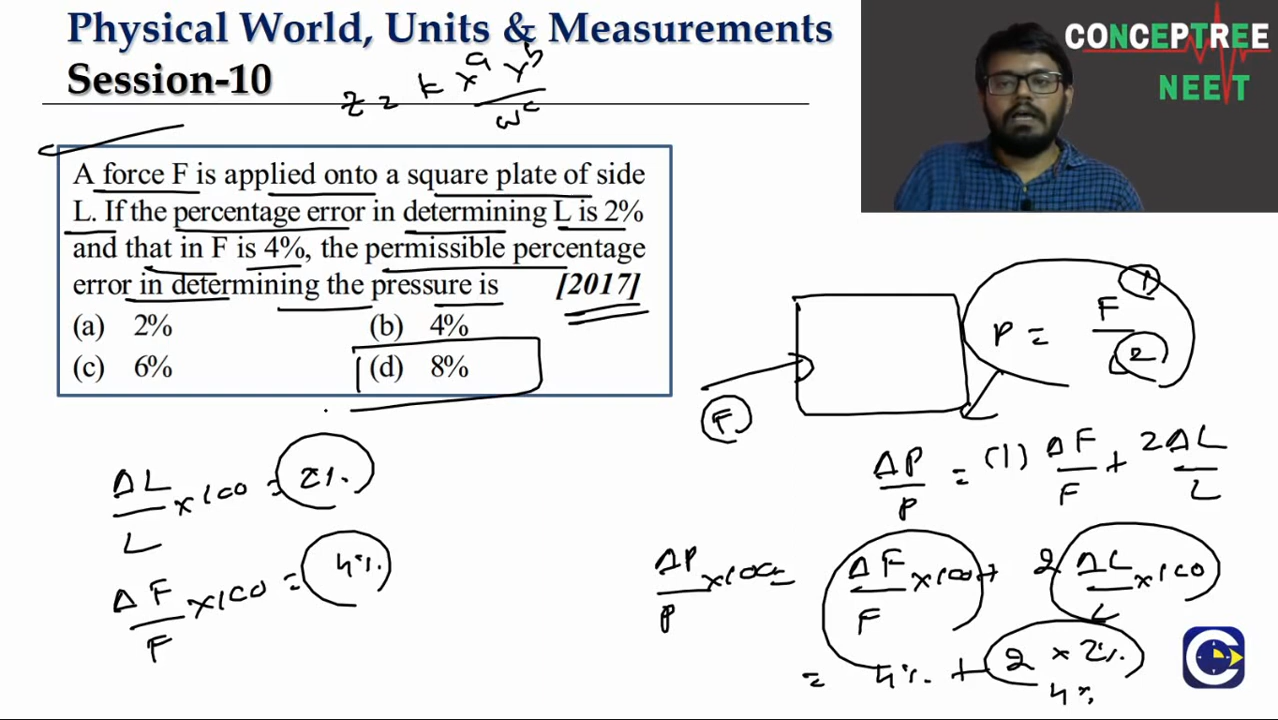 Physical World, Units & Measurements
Session-10
CONCEPTREE
NEET
z = k x^a y^b / w^c
A force F is applied onto a square plate of side
L. If the percentage error in determining L is 2%
and that in F is 4%, the permissible percentage
error in determining the pressure is [2017]
(a) 2% (b) 4%
(c) 6% (d) 8%
F
P = F^1 / L^2
ΔP/P = (1) ΔF/F + 2ΔL/L
ΔL/L × 100 = 2%
ΔF/F × 100 = 4%
ΔP/P × 100 = ΔF/F × 100 + 2 ΔL/L × 100
= 4% + 2 × 2%
4%